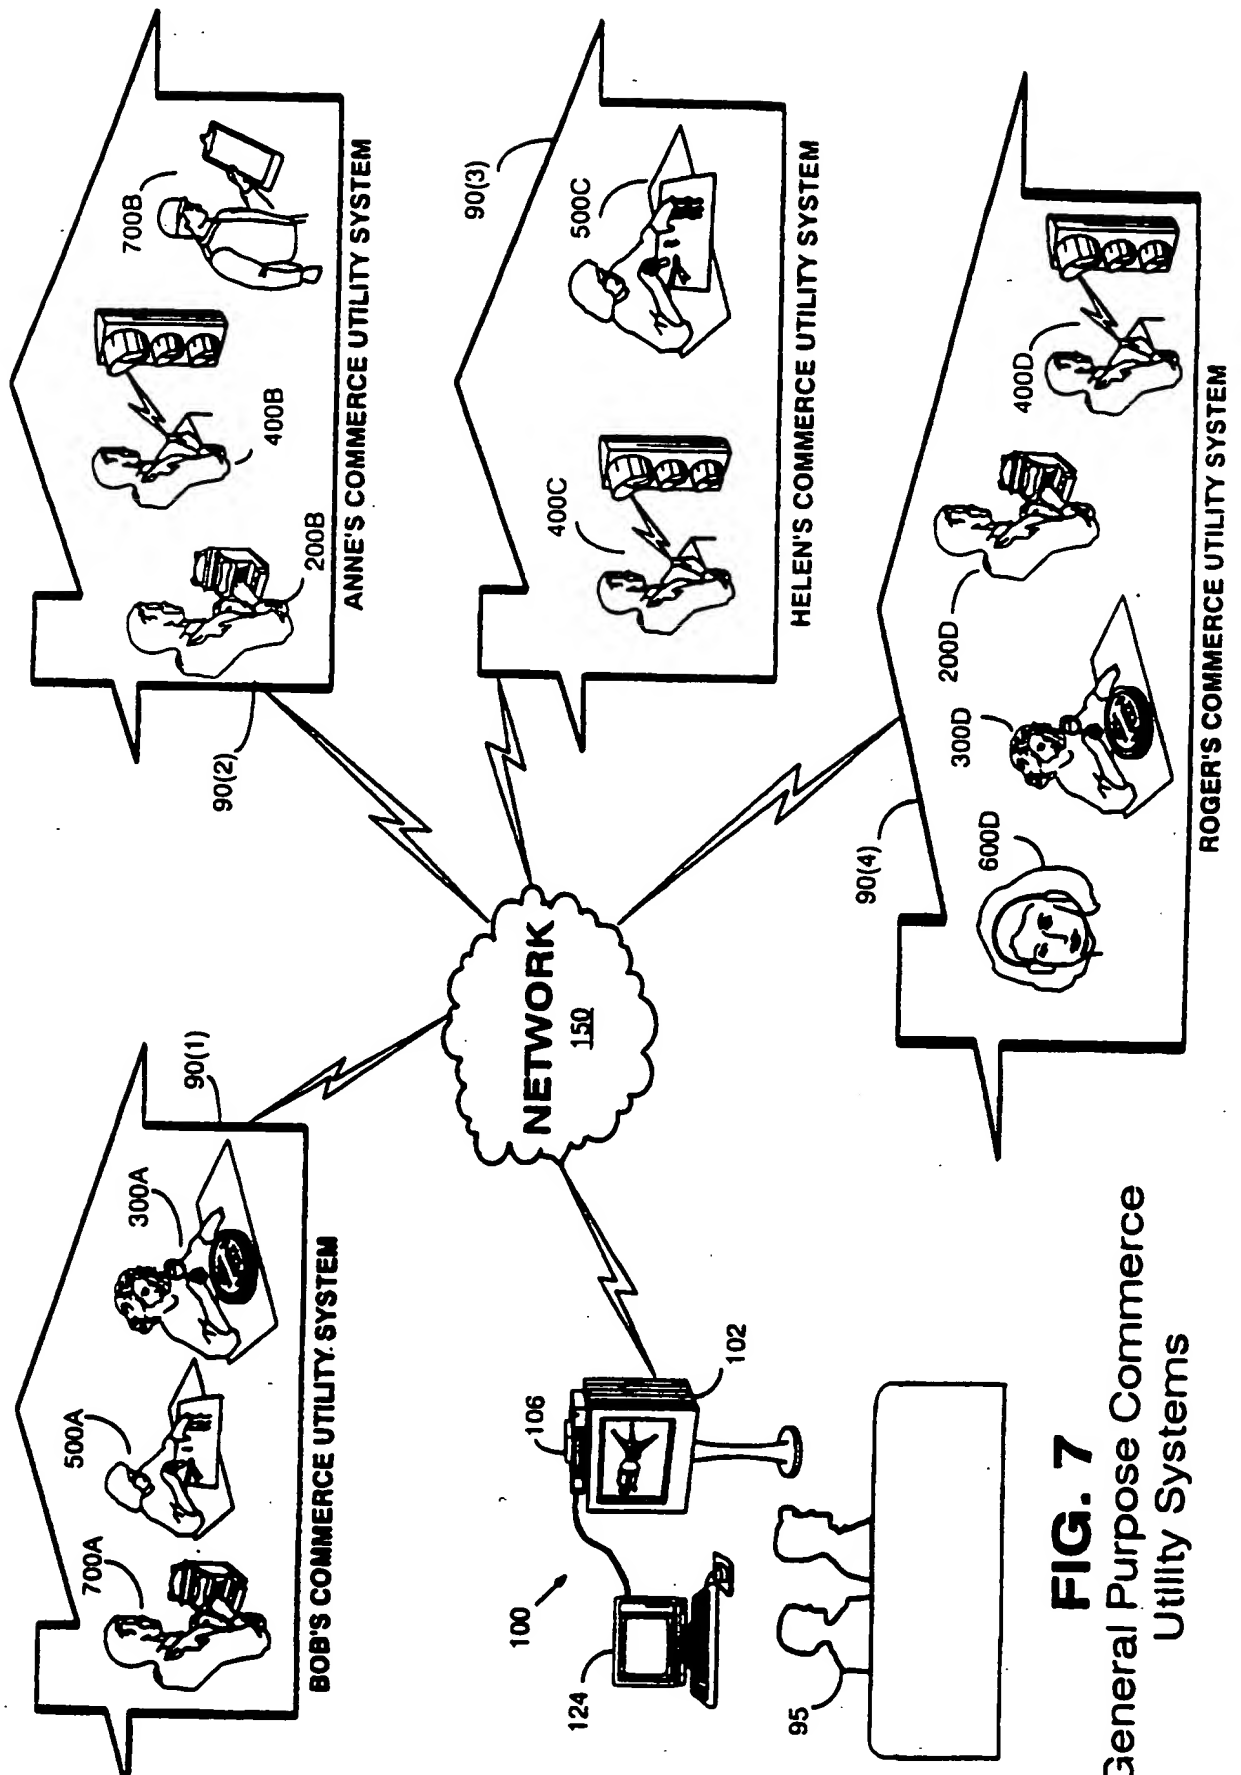 700A
500A
300A
90(1)
BOB'S COMMERCE UTILITY SYSTEM
90(2)
200B
400B
700B
ANNE'S COMMERCE UTILITY SYSTEM
NETWORK
150
90(3)
400C
500C
HELEN'S COMMERCE UTILITY SYSTEM
100
106
102
124
95
90(4)
600D
300D
200D
400D
ROGER'S COMMERCE UTILITY SYSTEM
FIG. 7
General Purpose Commerce
Utility Systems